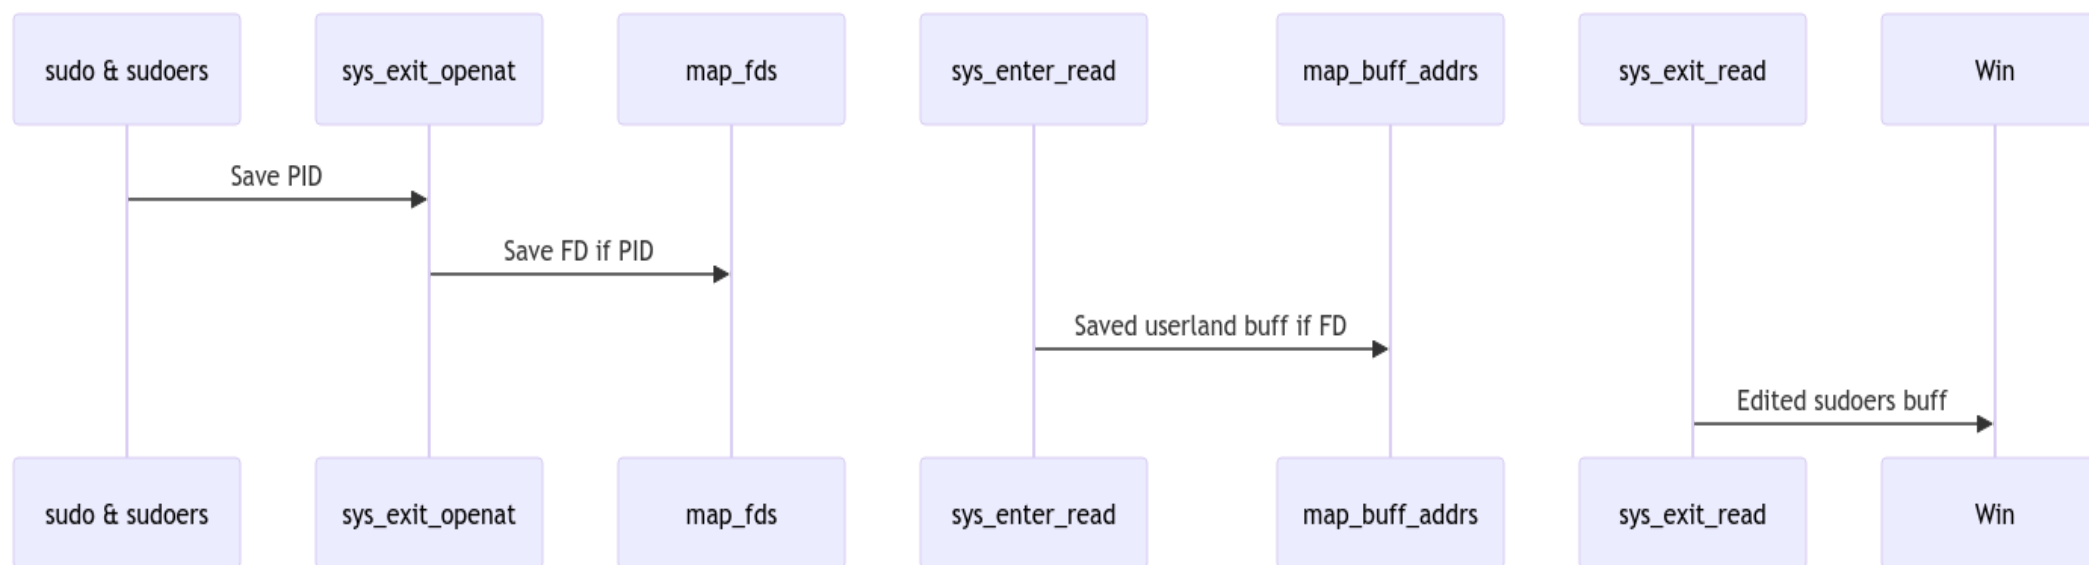 sudo & sudoers
sys_exit_openat
map_fds
sys_enter_read
map_buff_addrs
sys_exit_read
Win
Save PID
Save FD if PID
Saved userland buff if FD
Edited sudoers buff
sudo & sudoers
sys_exit_openat
map_fds
sys_enter_read
map_buff_addrs
sys_exit_read
Win